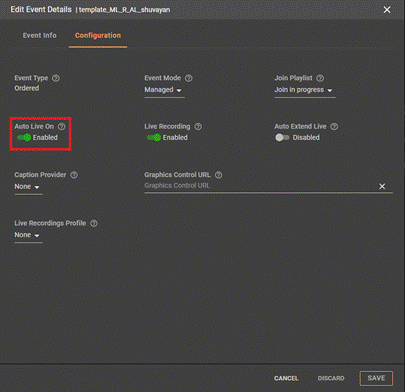 Edit Event Details | template_ML_R_AL_shuvayan
Event Info Configuration
Event Type Event Mode Join Playlist
Ordered Managed Join in progress
Auto Live On Live Recording Auto Extend Live
Enabled Enabled Disabled
Caption Provider Graphics Control URL
None Graphics Control URL
Live Recordings Profile
None
CANCEL DISCARD SAVE